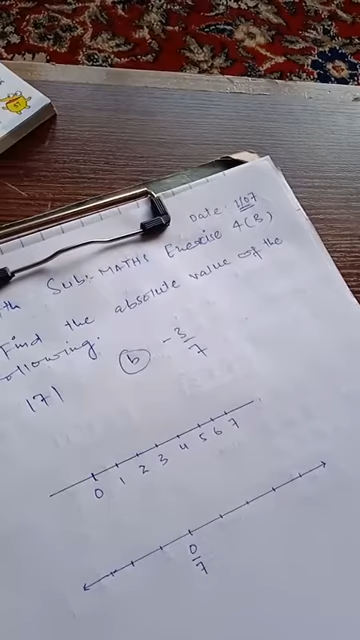 Date: 1/07
Sub:- MATHS Exercise 4(B)
Find the absolute value of the
following.
|7|
(b) -3/7
0 1 2 3 4 5 6 7
0/7